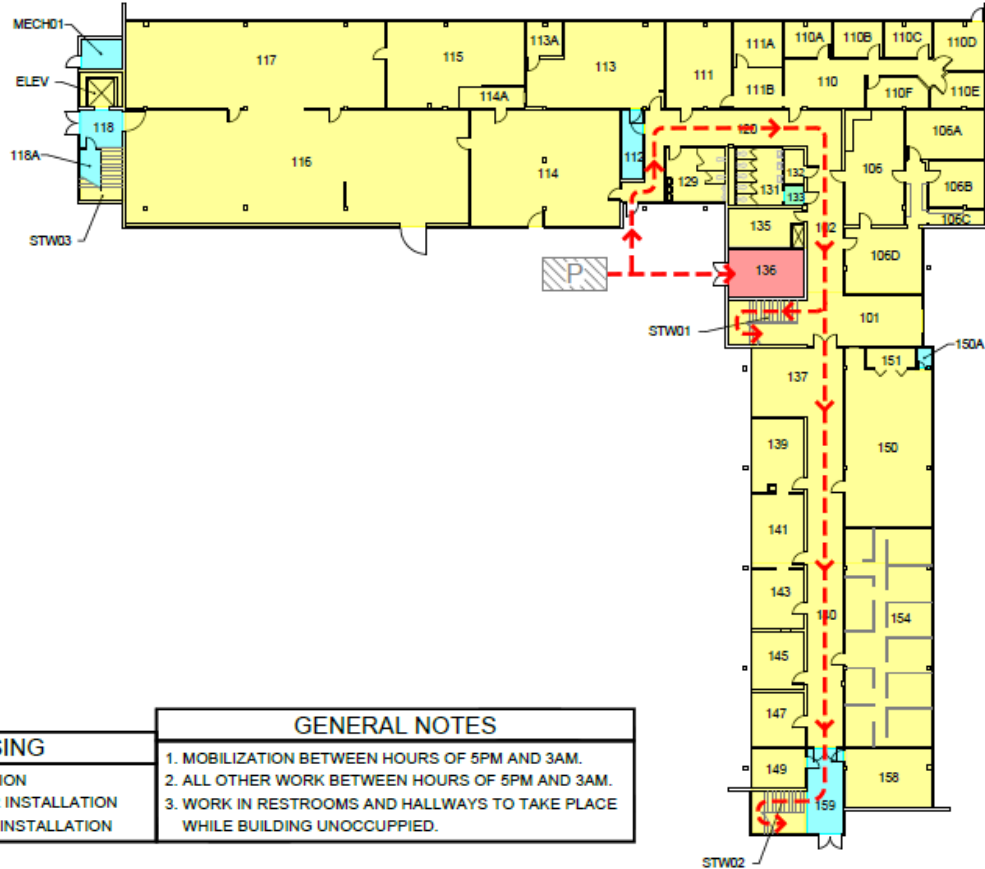 MECH01
117
115
113A
113
111
111A
110A
110B
110C
110D
ELEV
114A
111B
110
110F
110E
118
120
106A
118A
116
114
112
129
131
132
133
106
106B
106C
135
102
STW03
P
136
106D
STW01
101
150A
137
151
139
150
141
143
140
154
145
147
149
158
159
STW02
SING
ION
INSTALLATION
INSTALLATION
GENERAL NOTES
1. MOBILIZATION BETWEEN HOURS OF 5PM AND 3AM.
2. ALL OTHER WORK BETWEEN HOURS OF 5PM AND 3AM.
3. WORK IN RESTROOMS AND HALLWAYS TO TAKE PLACE
WHILE BUILDING UNOCCUPPIED.